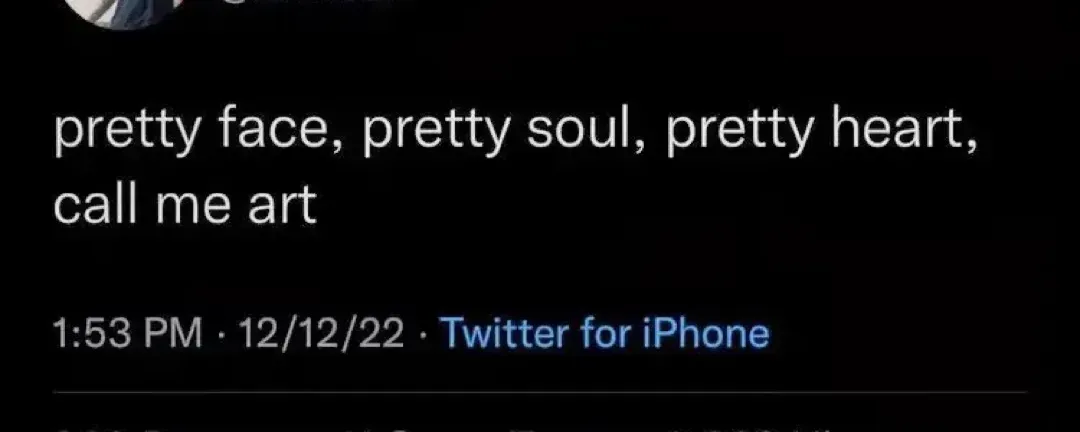 pretty face, pretty soul, pretty heart,
call me art
1:53 PM · 12/12/22 · Twitter for iPhone